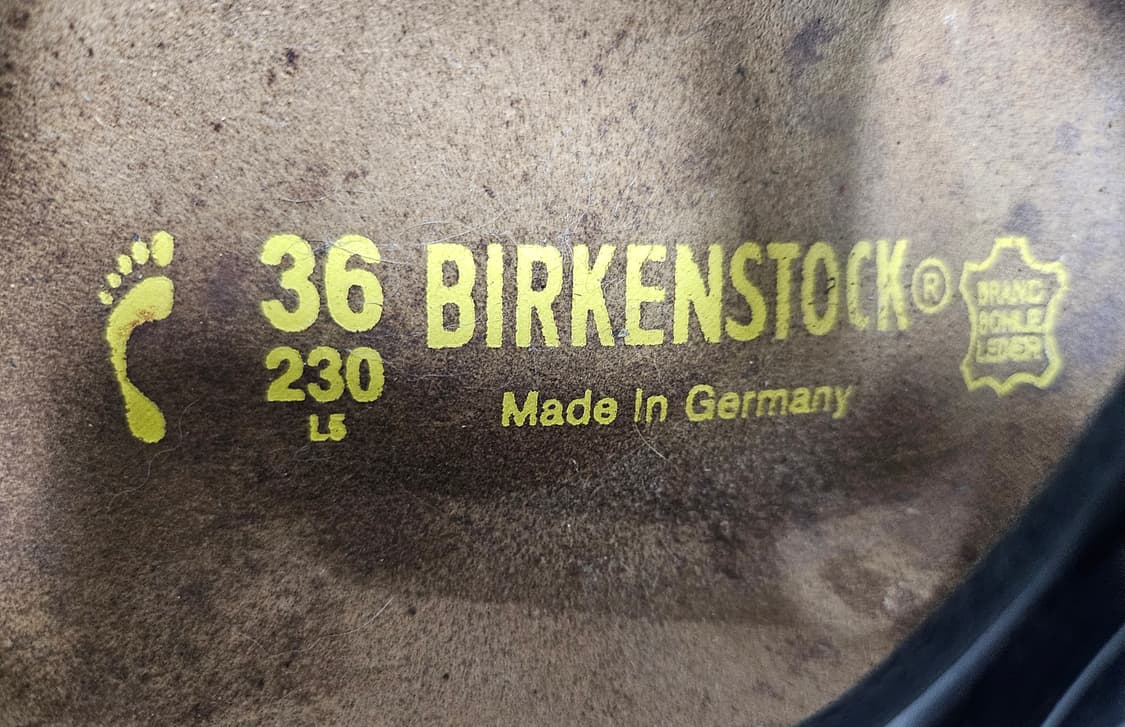 36 BIRKENSTOCK®
230
L5
Made In Germany
BRAND
SOHLE
LEDER